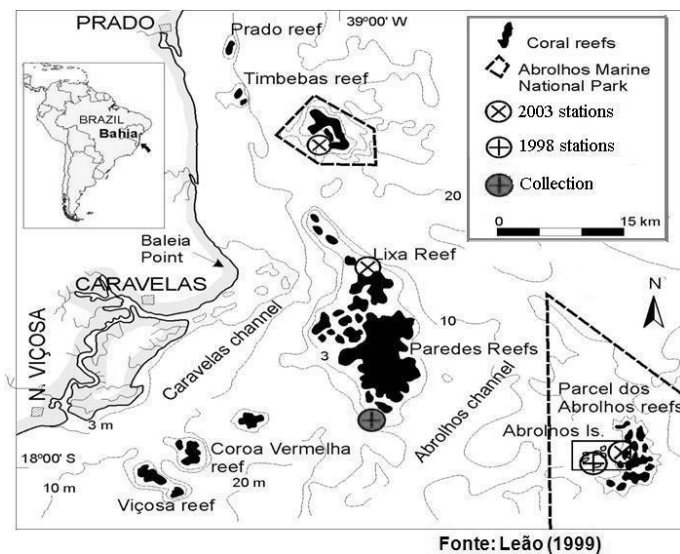 PRADO
Prado reef
39°00' W
Timbebas reef
BRAZIL
Bahia
Coral reefs
Abrolhos Marine
National Park
2003 stations
1998 stations
Collection
0
15 km
20
Baleia
Point
Lixa Reef
CARAVELAS
N
N. VIÇOSA
Caravelas channel
10
3
Paredes Reefs
Abrolhos channel
Parcel dos
Abrolhos reefs
Abrolhos Is.
3 m
18°00' S
10 m
Coroa Vermelha
reef
20 m
Viçosa reef
Fonte: Leão (1999)